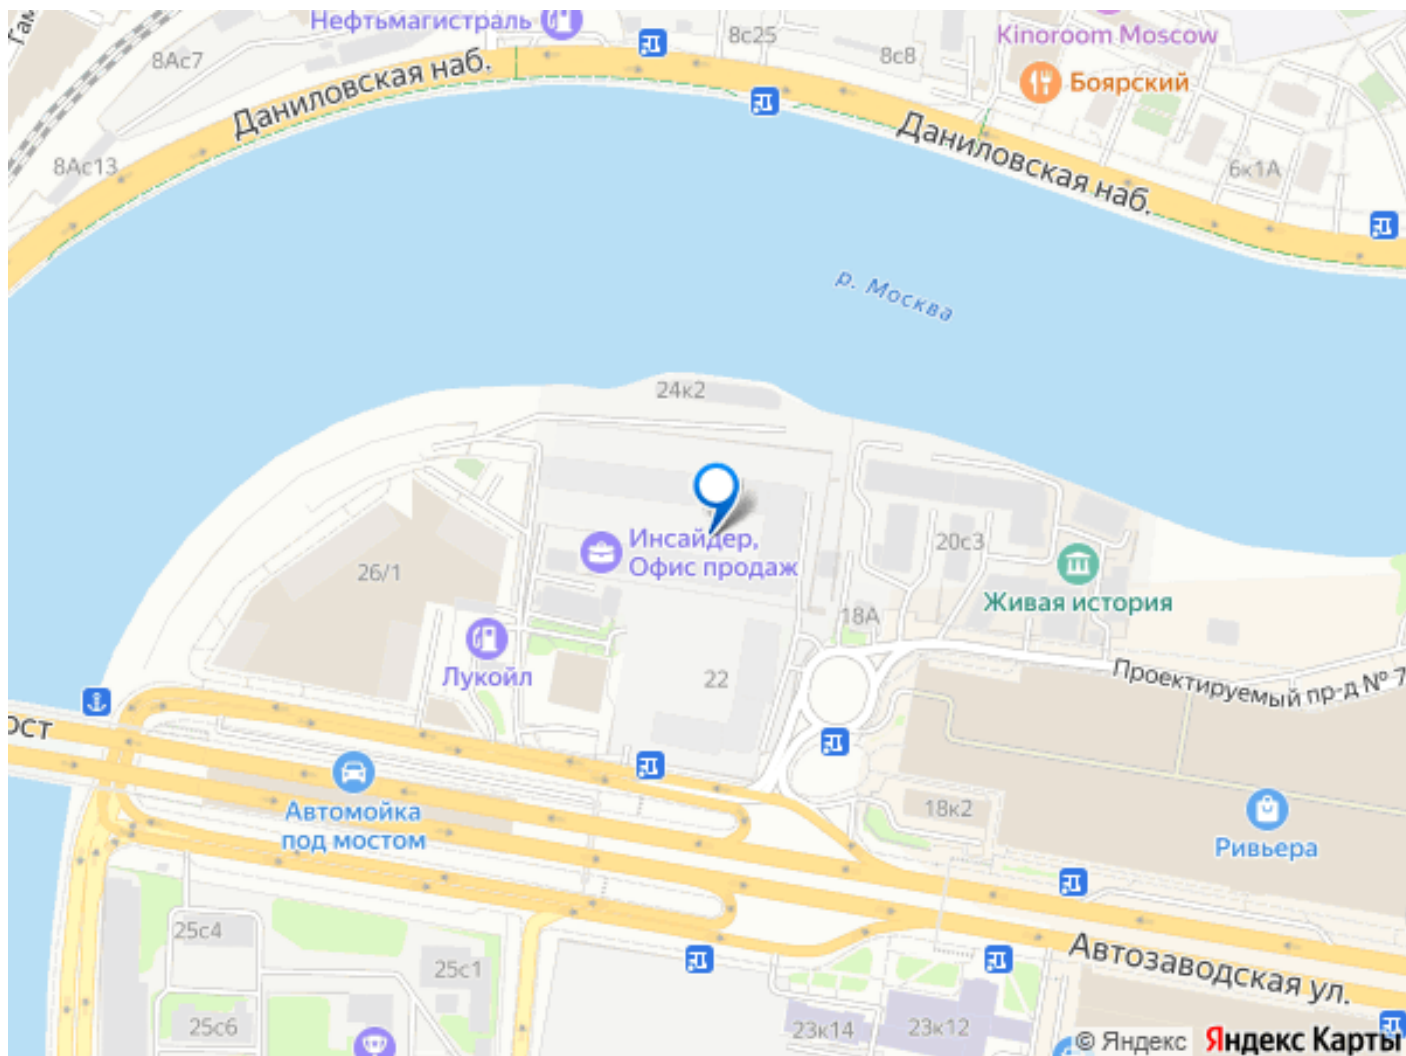 Нефтьмагистраль
8с25
8с8
Kinoroom Moscow
Боярский
8Ас7
Даниловская наб.
Даниловская наб.
8Ас13
6к1А
р. Москва
24к2
Инсайдер,
Офис продаж
20с3
26/1
Живая история
18А
Лукойл
22
Проектируемый пр-д № 7
ост
Автомойка
под мостом
18к2
Ривьера
25с4
25с1
Автозаводская ул.
25с6
23к14
23к12
© Яндекс Яндекс Карты